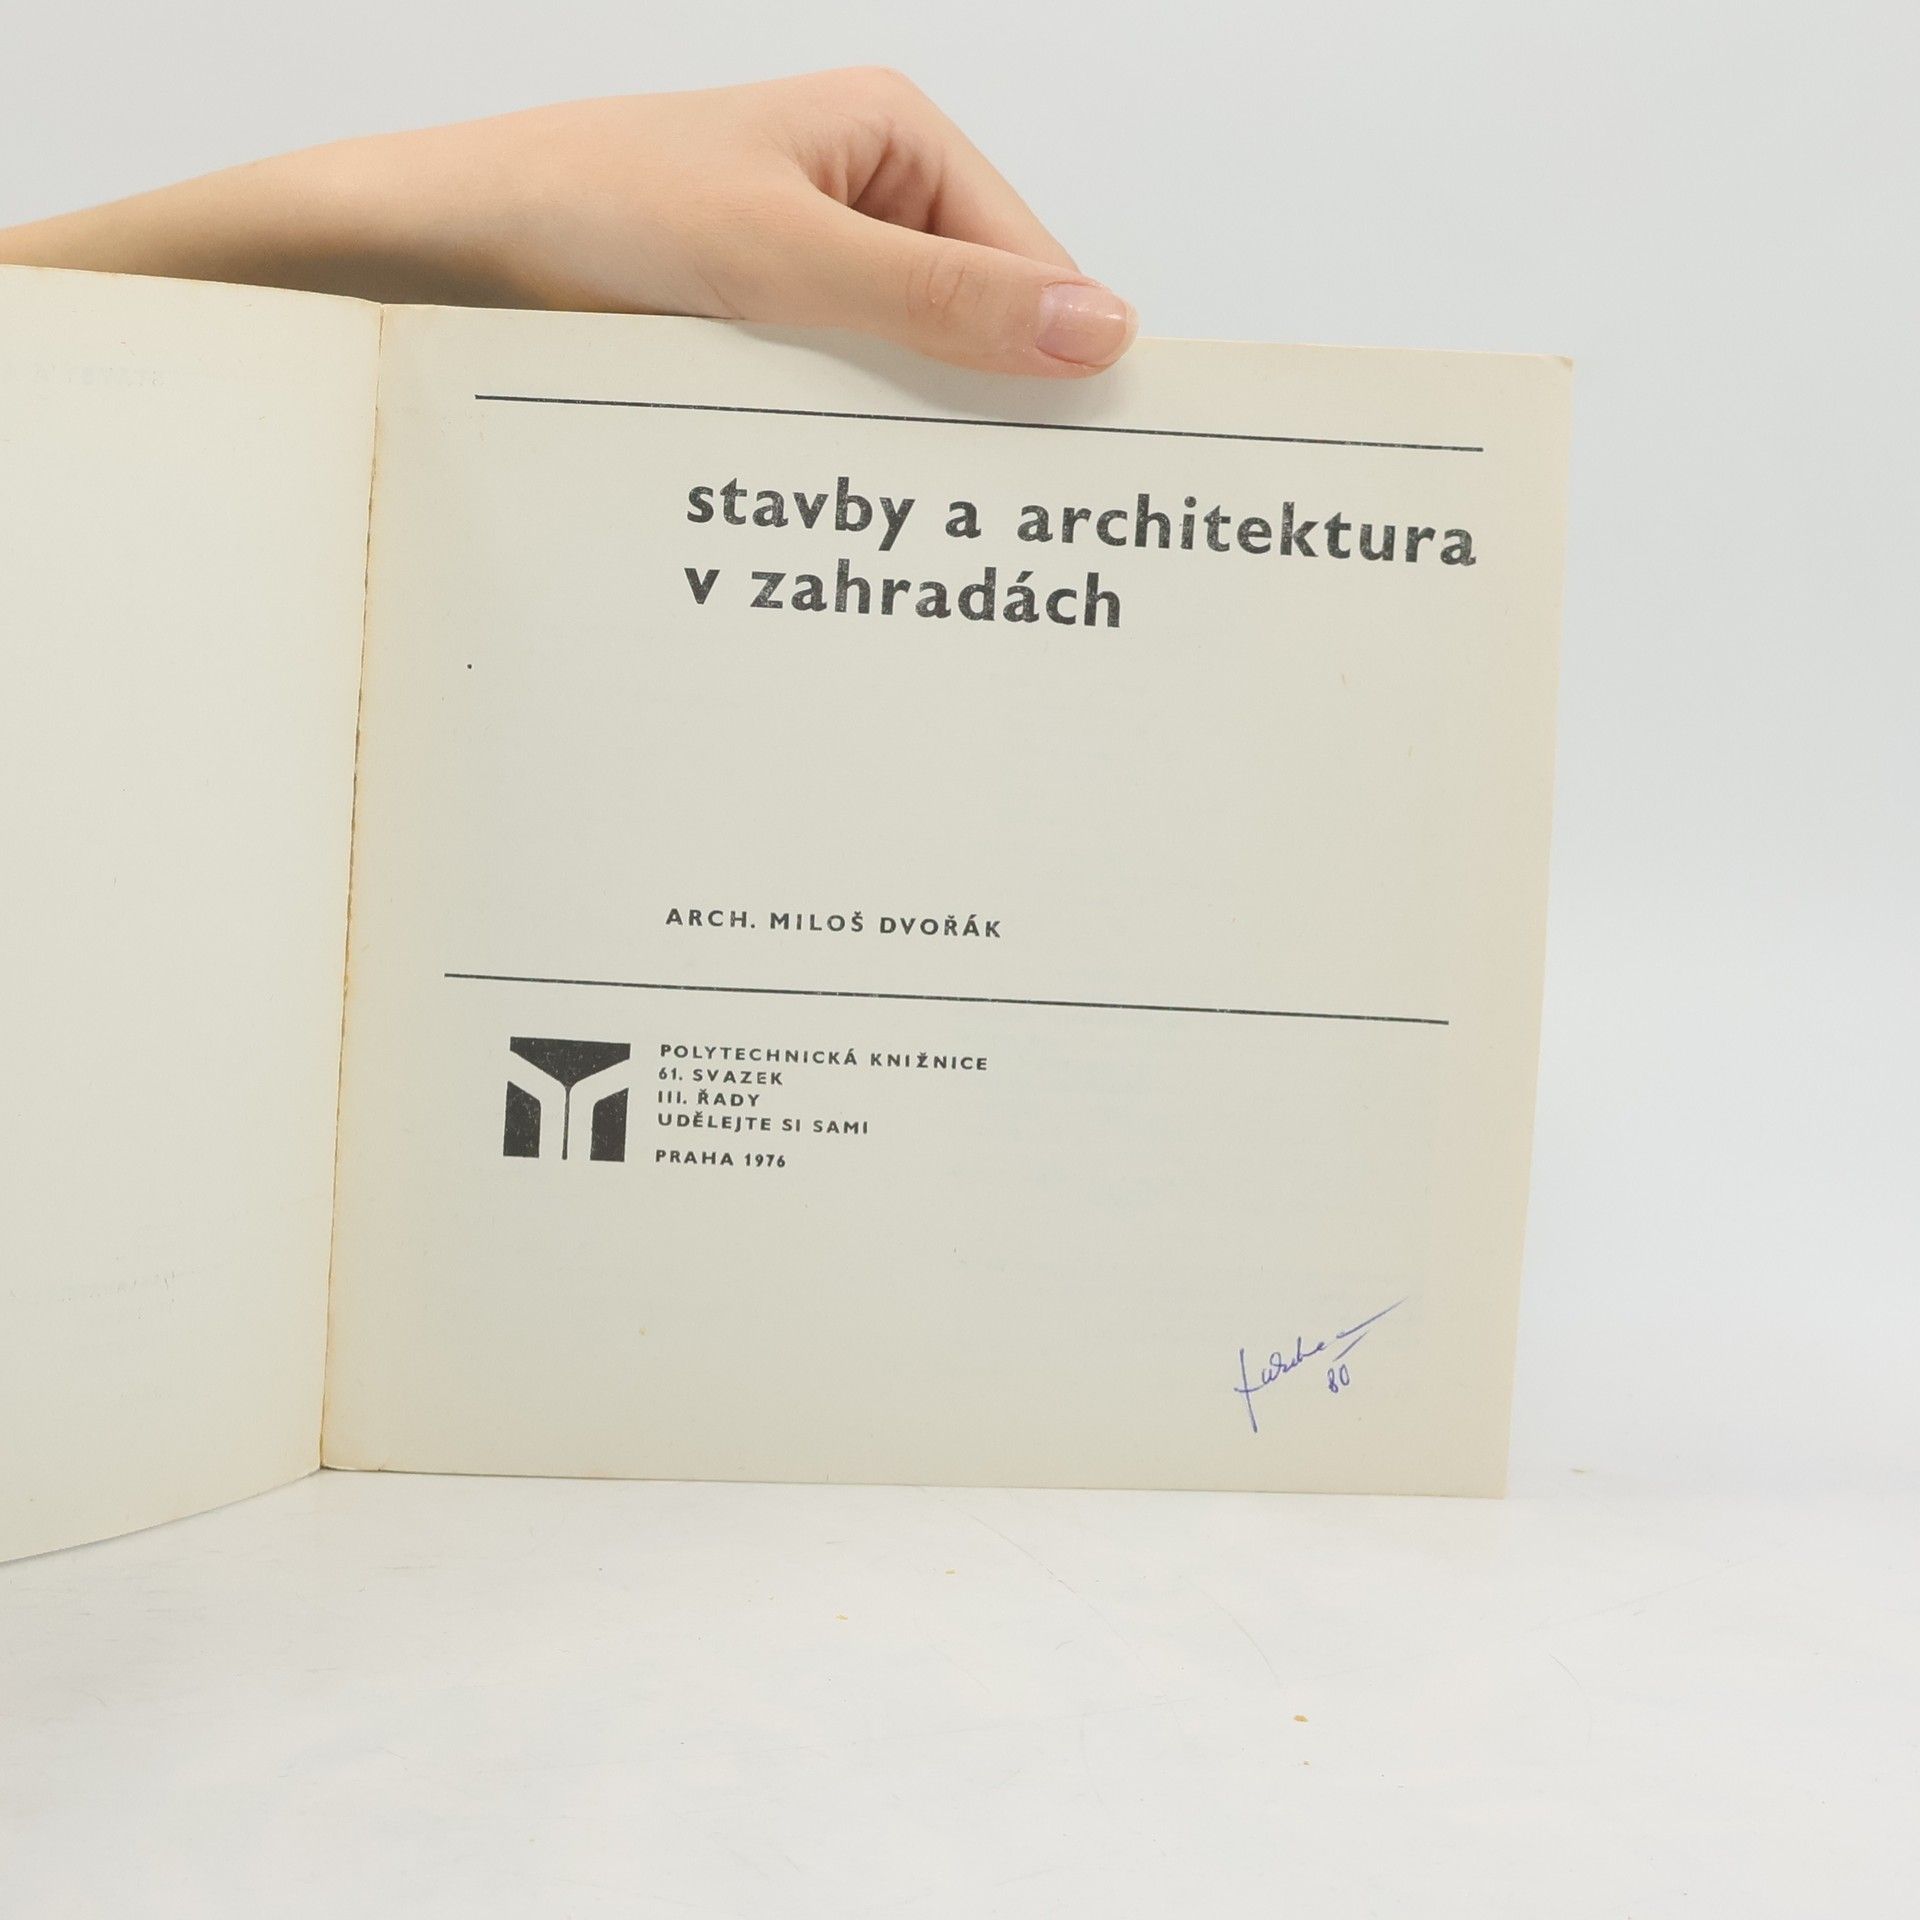 stavby a architektura
v zahradách
ARCH. MILOŠ DVOŘÁK
POLYTECHNICKÁ KNIŽNICE
61. SVAZEK
III. ŘADY
UDĚLEJTE SI SAMI
PRAHA 1976
80